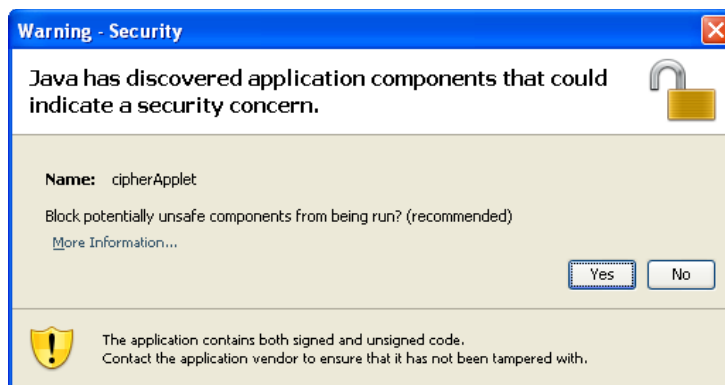 Warning - Security
Java has discovered application components that could
indicate a security concern.
Name: cipherApplet
Block potentially unsafe components from being run? (recommended)
More Information...
Yes No
The application contains both signed and unsigned code.
Contact the application vendor to ensure that it has not been tampered with.